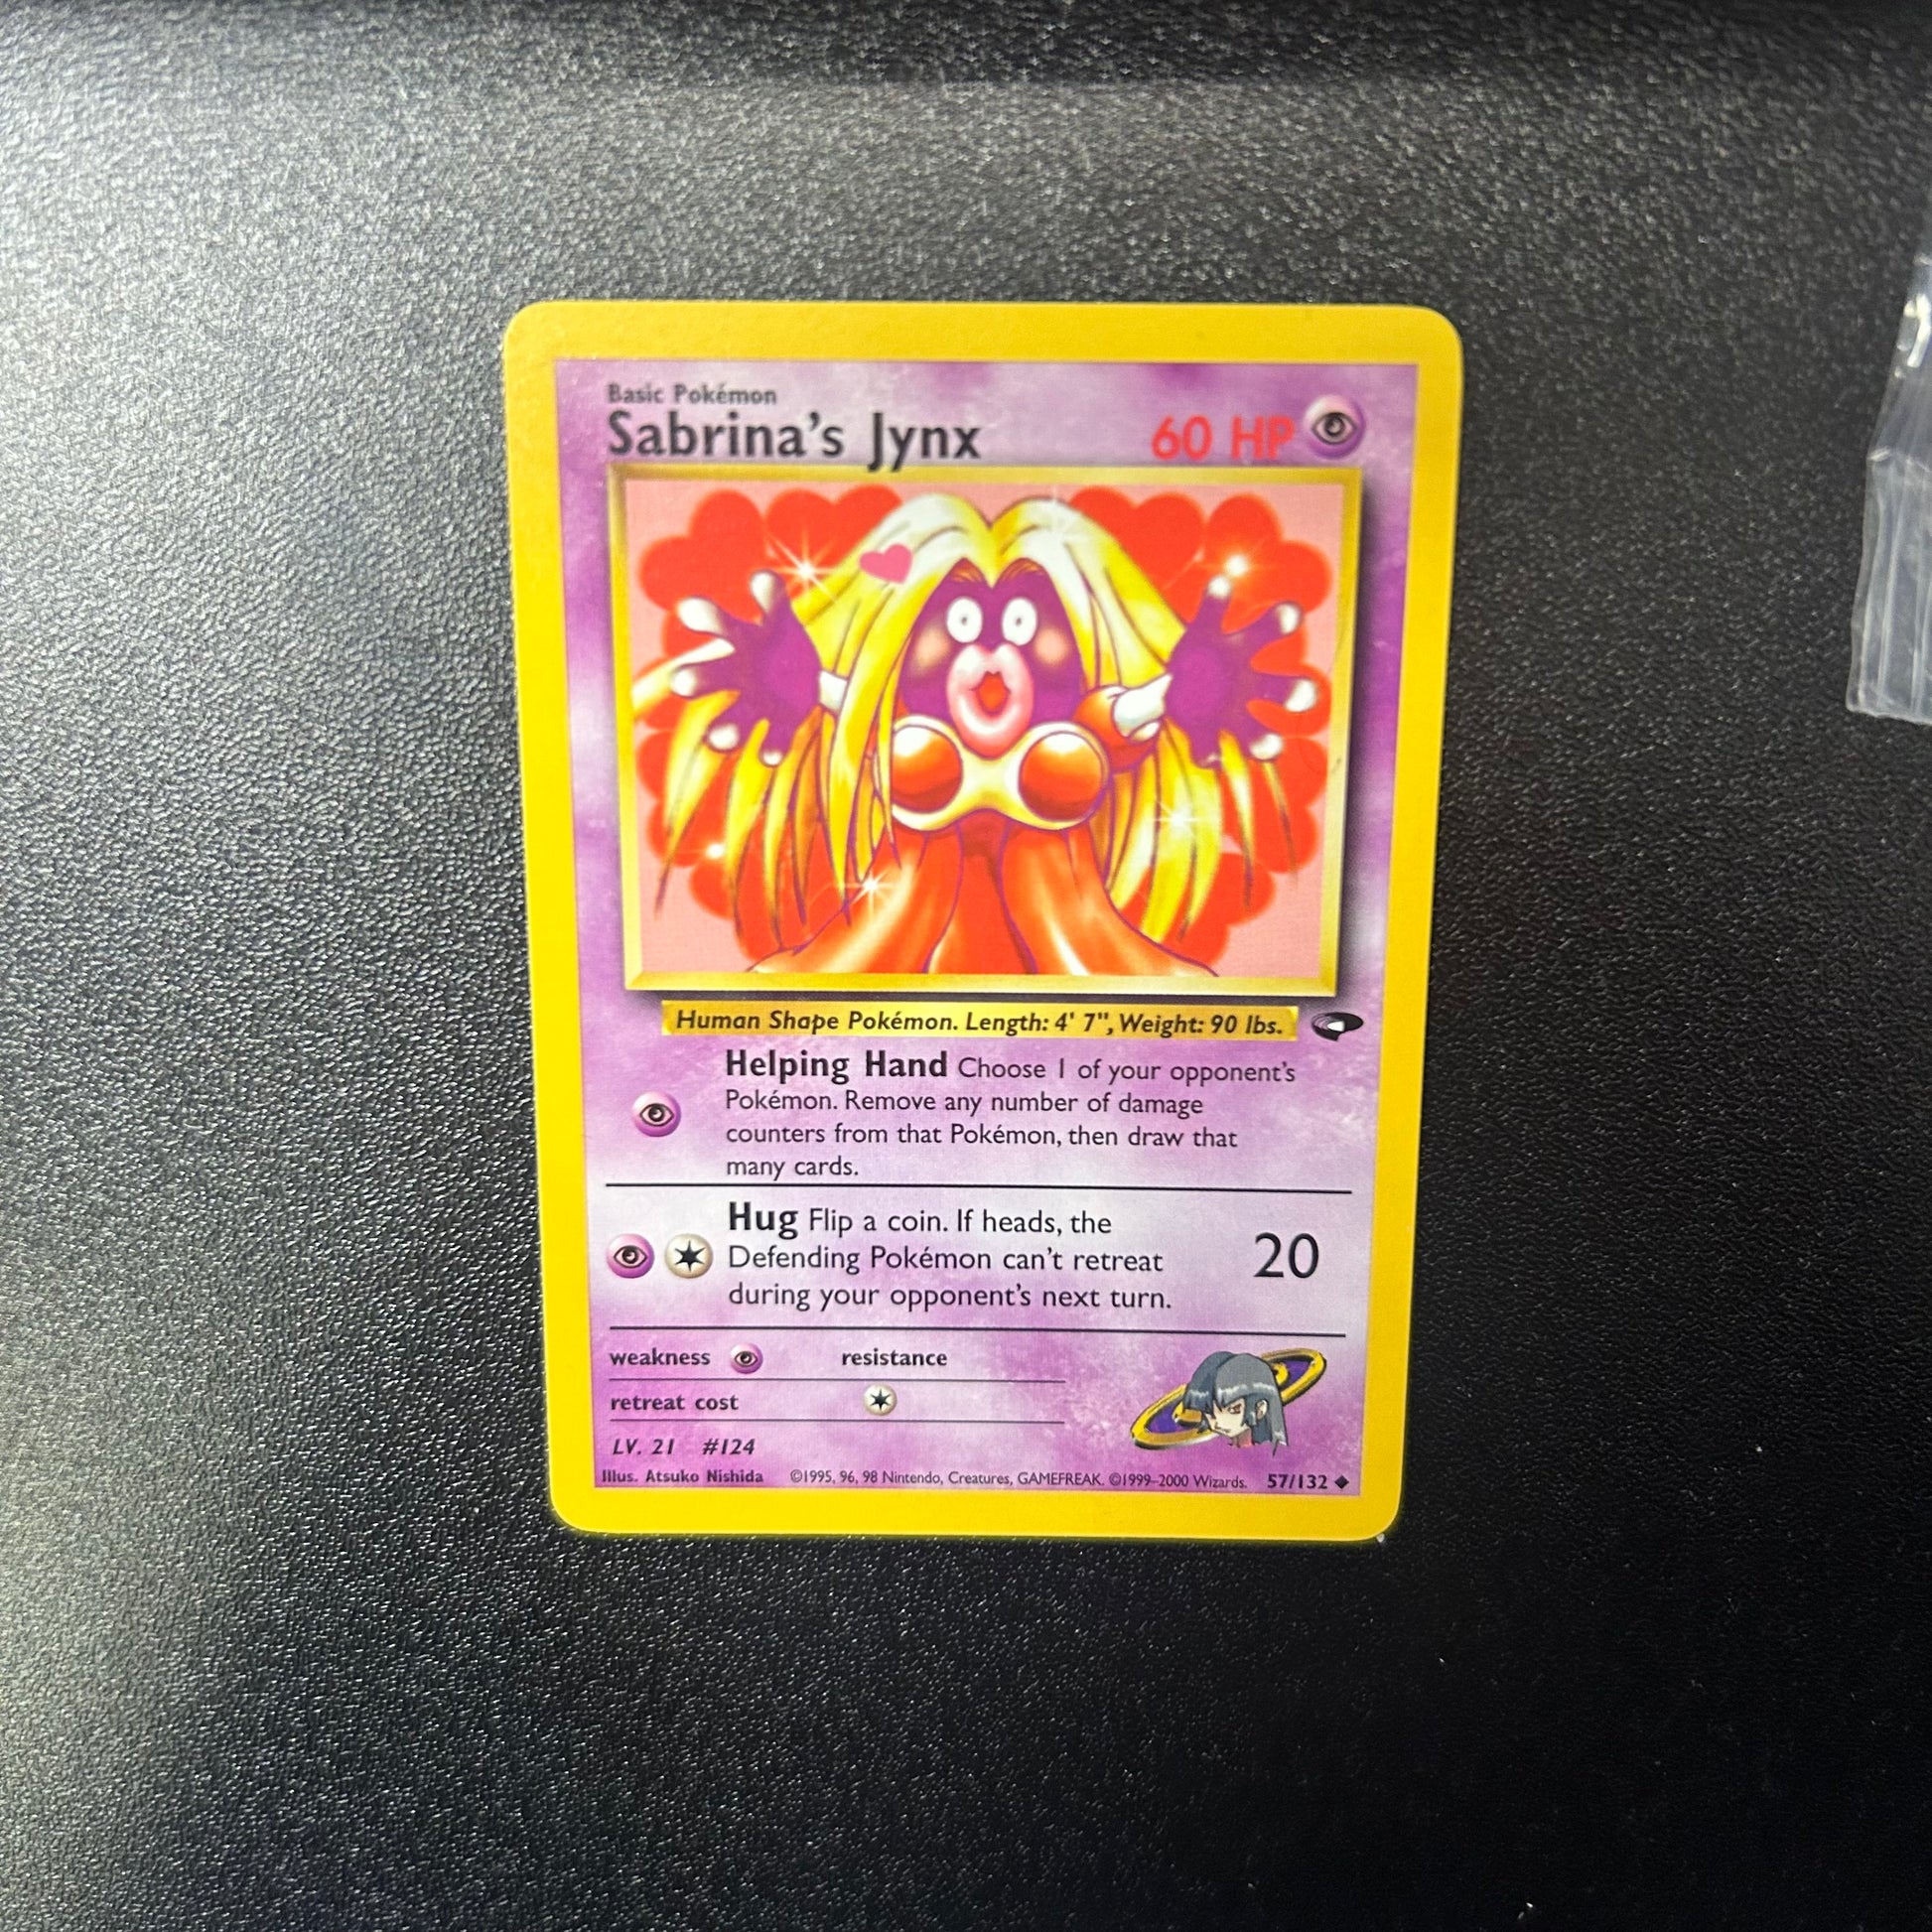 Basic Pokémon
Sabrina's Jynx 60 HP
Human Shape Pokémon. Length: 4' 7", Weight: 90 lbs.
Helping Hand Choose 1 of your opponent's
Pokémon. Remove any number of damage
counters from that Pokémon, then draw that
many cards.
Hug Flip a coin. If heads, the
Defending Pokémon can't retreat
during your opponent's next turn.
20
weakness resistance
retreat cost
LV. 21 #124
Illus. Atsuko Nishida ©1995, 96, 98 Nintendo, Creatures, GAMEFREAK. ©1999–2000 Wizards. 57/132